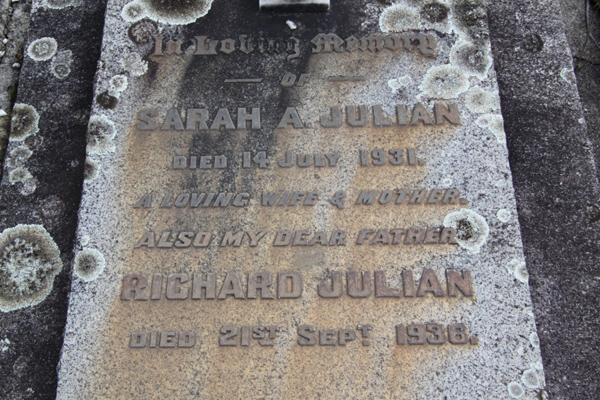 In Loving Memory
— OF —
SARAH A. JULIAN
DIED 14 JULY 1931.
A LOVING WIFE & MOTHER.
ALSO MY DEAR FATHER
RICHARD JULIAN
DIED 21ST SEPT 1938.